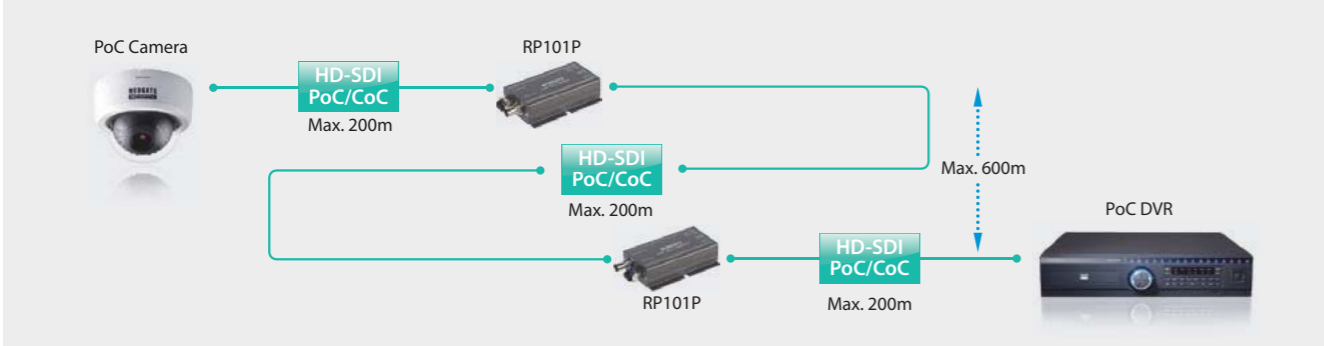 PoC Camera
RP101P
HD-SDI
PoC/CoC
Max. 200m
HD-SDI
PoC/CoC
Max. 200m
Max. 600m
PoC DVR
HD-SDI
PoC/CoC
Max. 200m
RP101P
WEBGATE